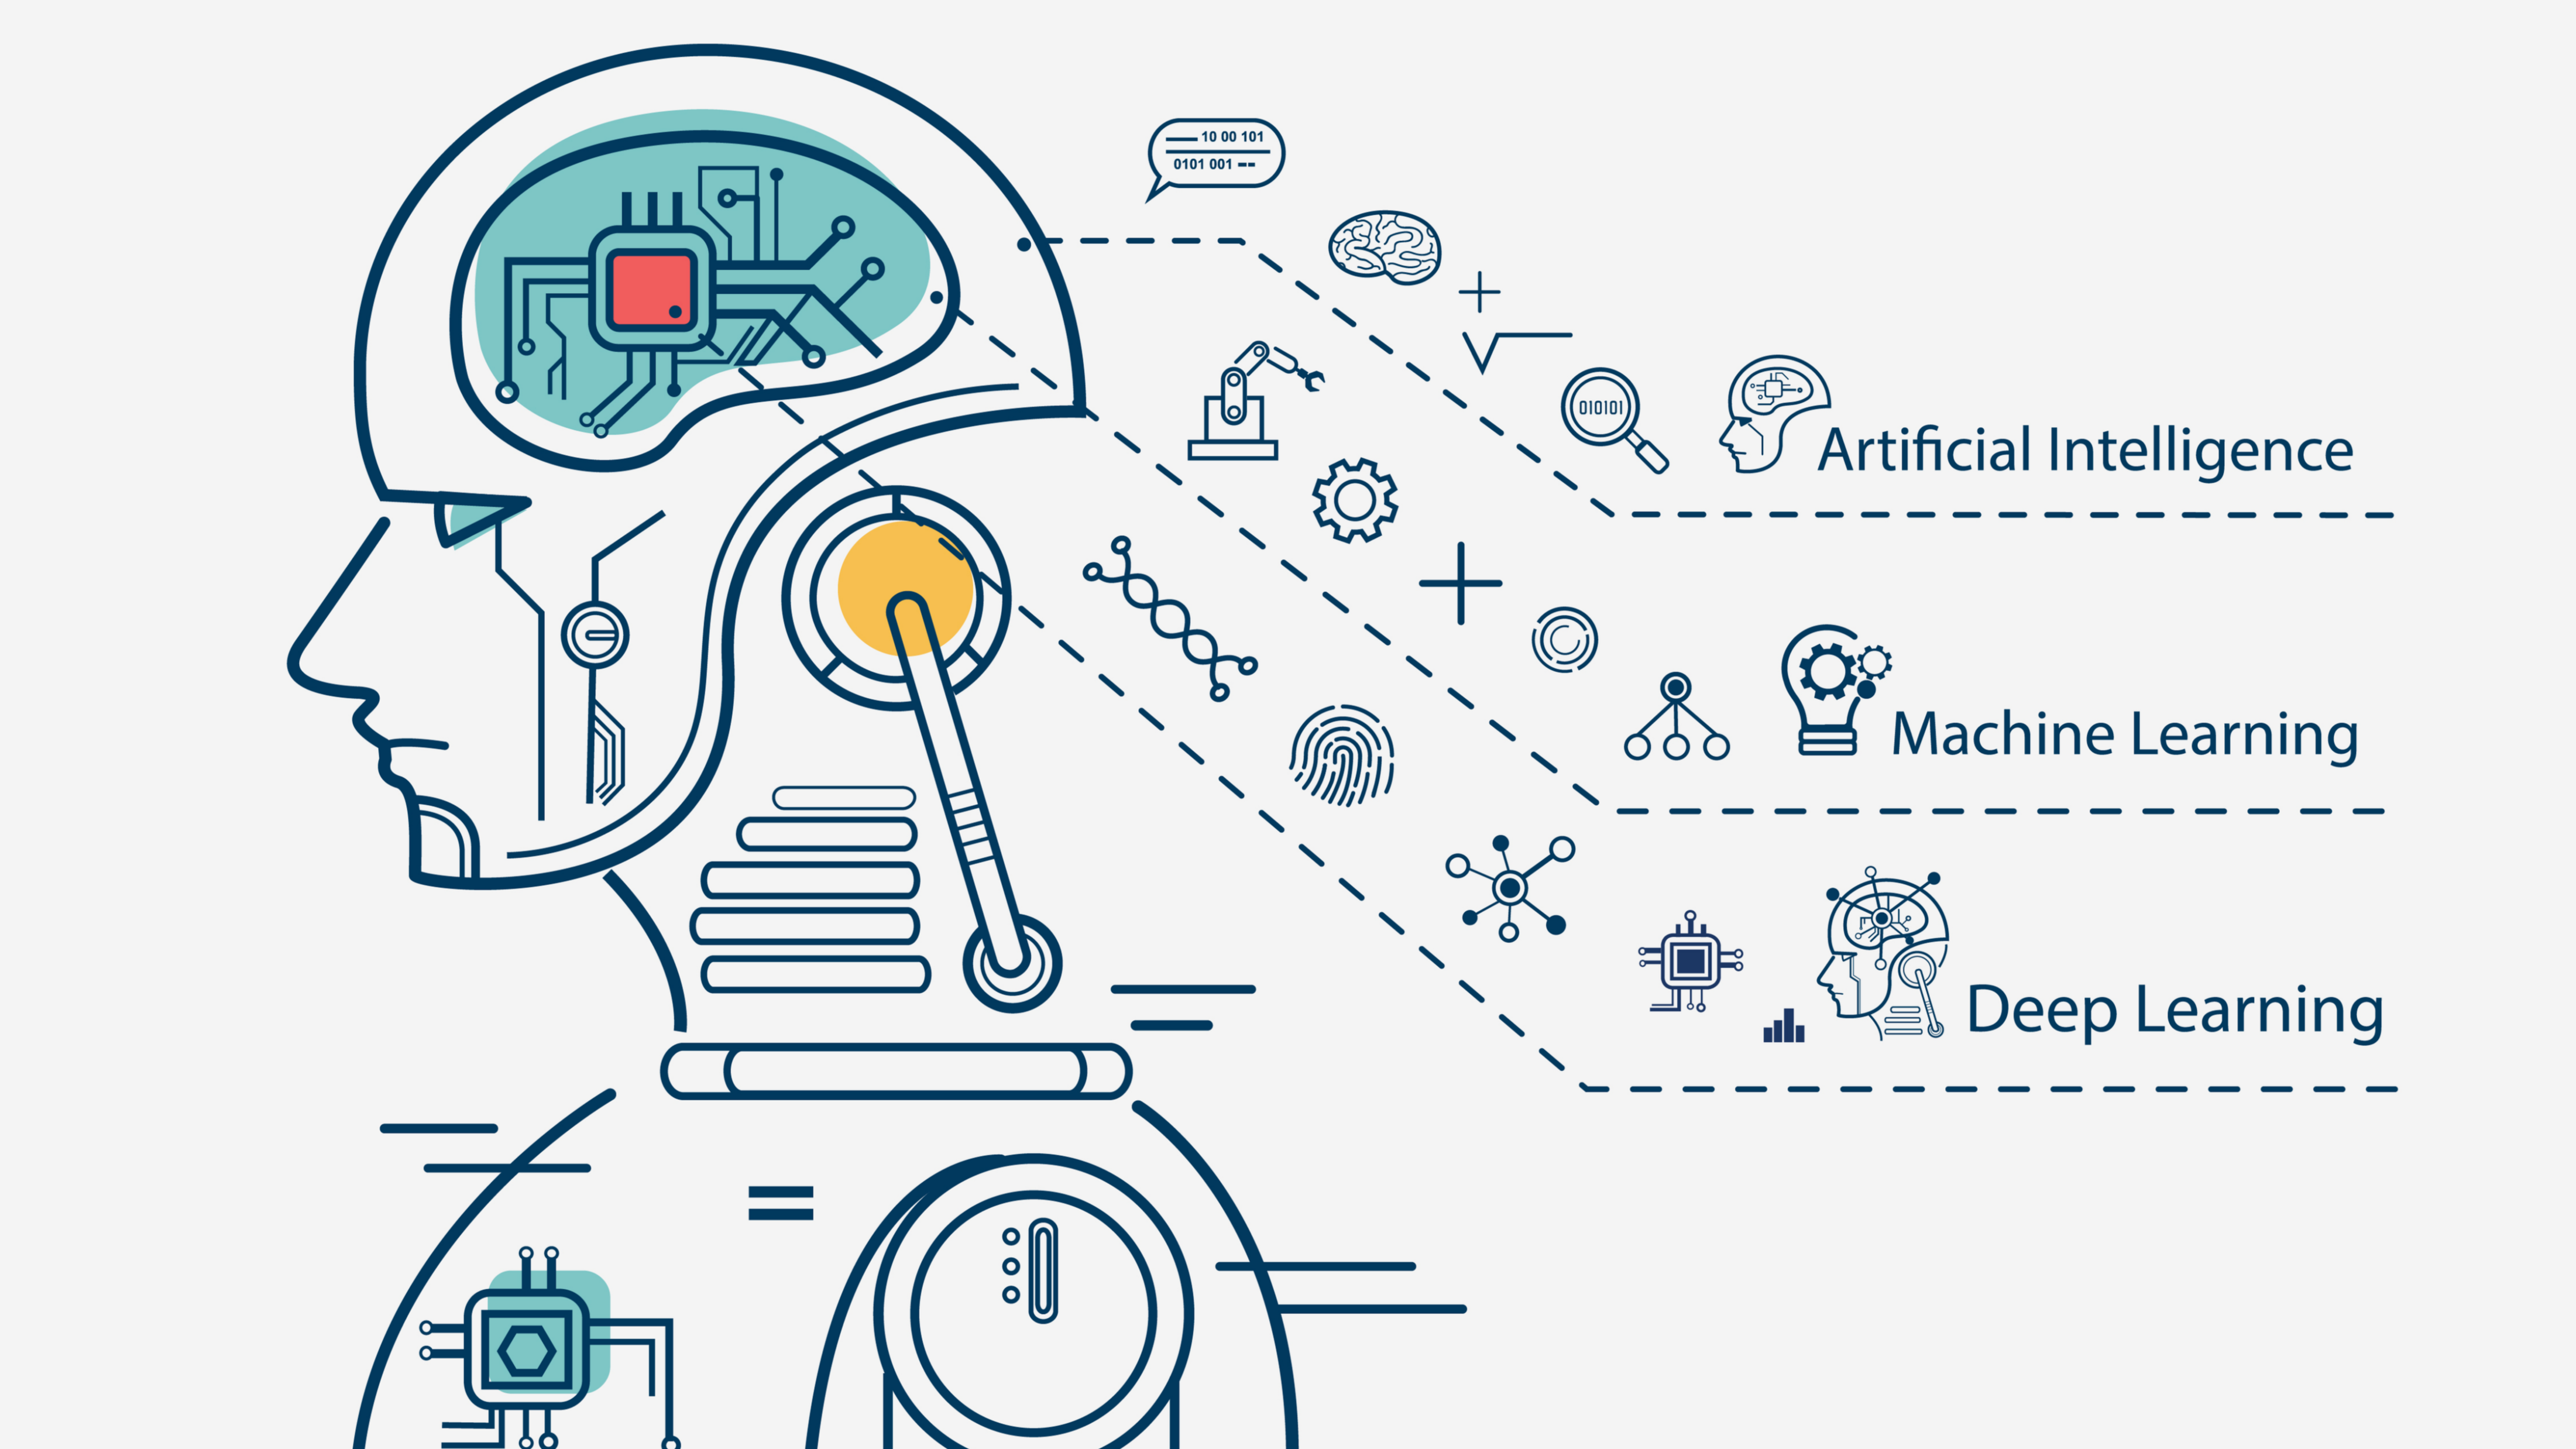 10 00 101
0101 001
010101
Artificial Intelligence
Machine Learning
Deep Learning